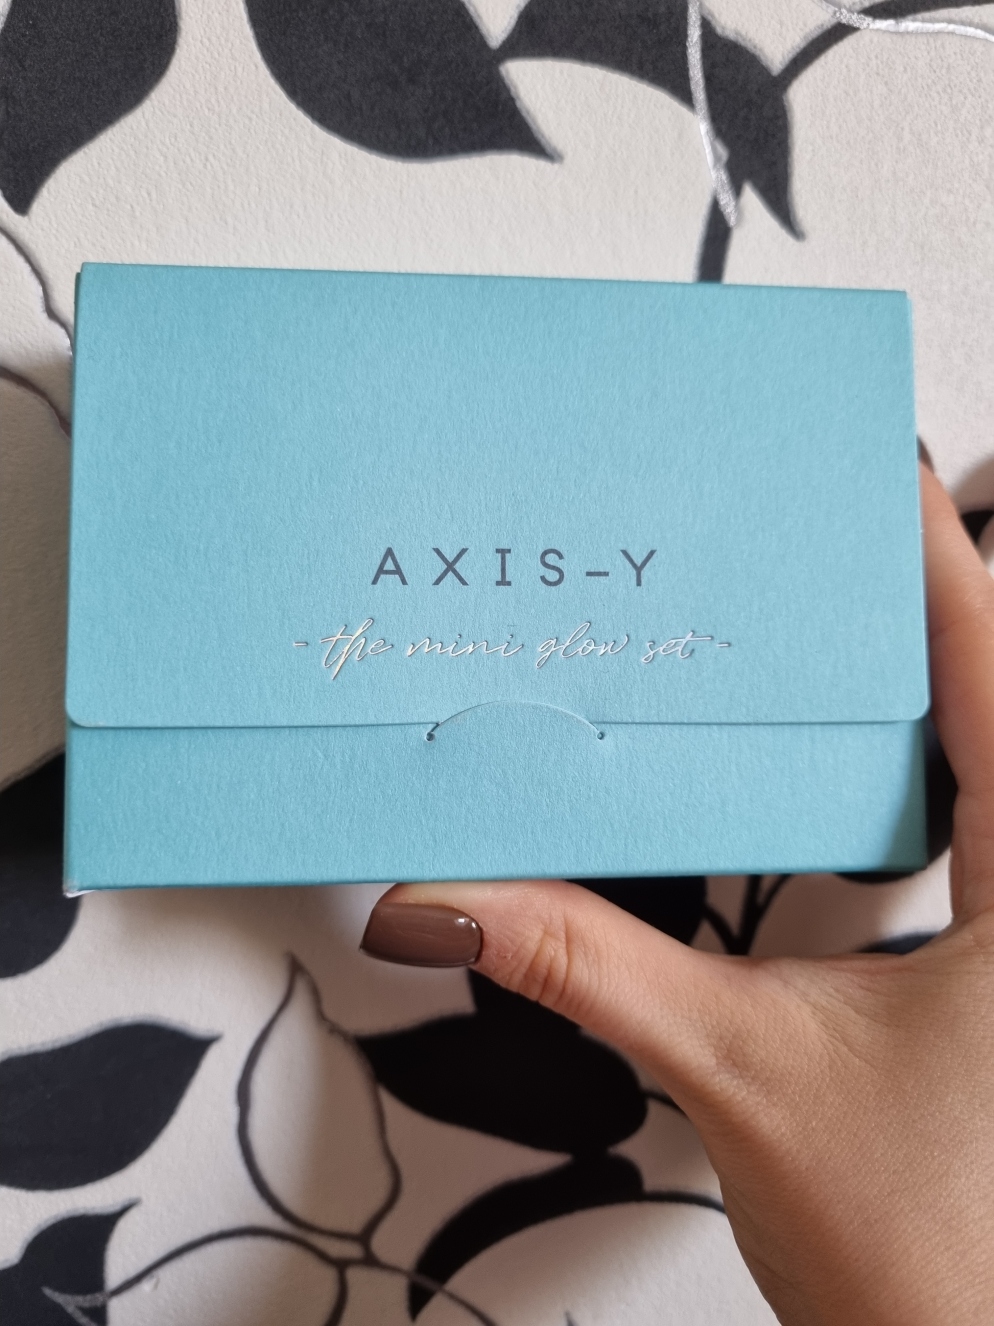 AXIS-Y
- the mini glow set -